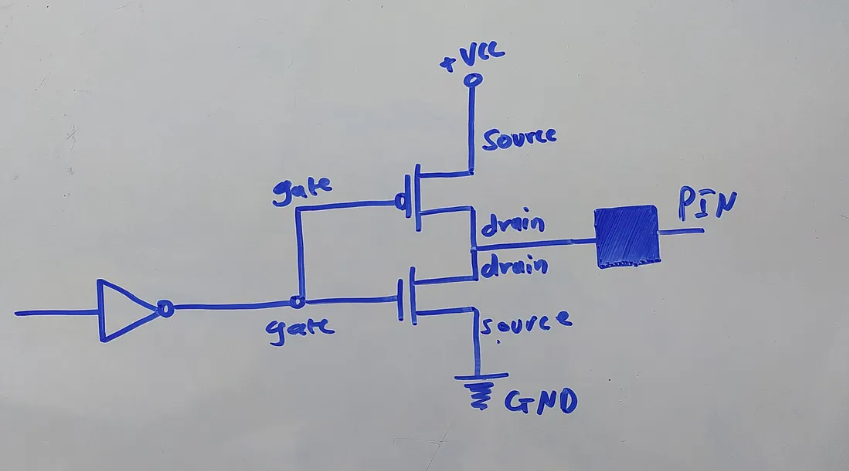 +Vcc
Source
gate
PIN
drain
drain
gate
source
GND